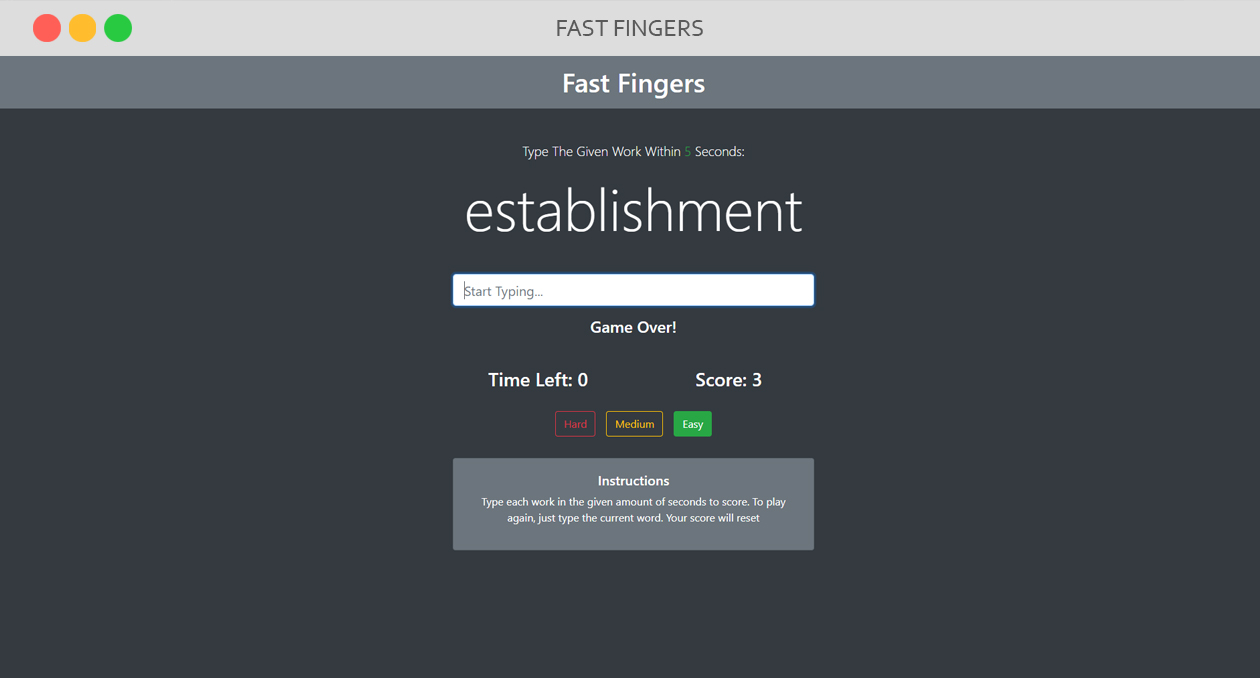 FAST FINGERS
Fast Fingers
Type The Given Work Within 5 Seconds:
establishment
Start Typing...
Game Over!
Time Left: 0 Score: 3
Hard Medium Easy
Instructions
Type each work in the given amount of seconds to score. To play
again, just type the current word. Your score will reset